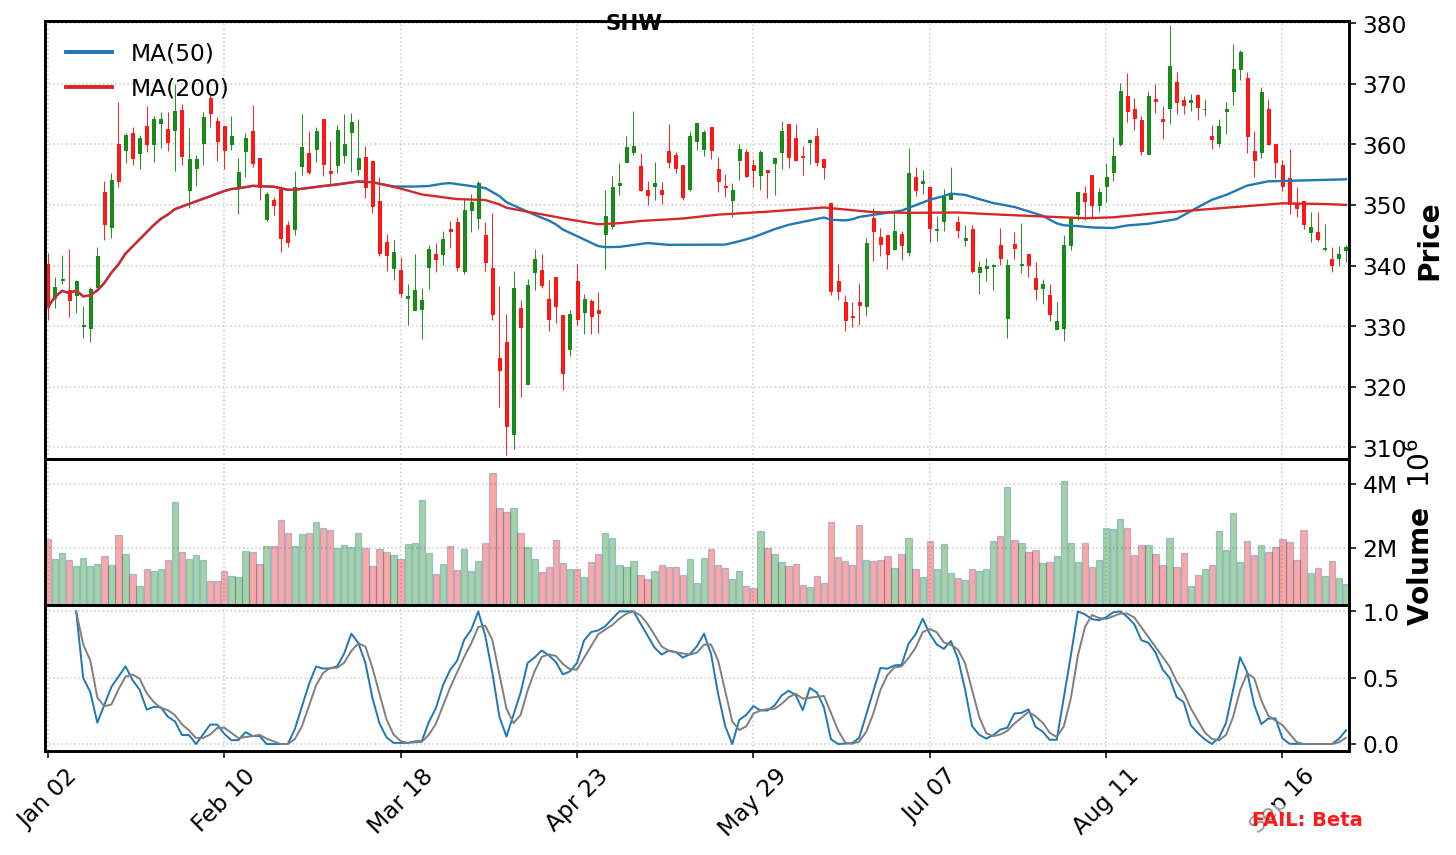 SHW
MA(50)
MA(200)
380
370
360
350
340
330
320
310
Price
10^6
4M
2M
Volume
1.0
0.5
0.0
Jan 02
Feb 10
Mar 18
Apr 23
May 29
Jul 07
Aug 11
Sep 16
FAIL: Beta